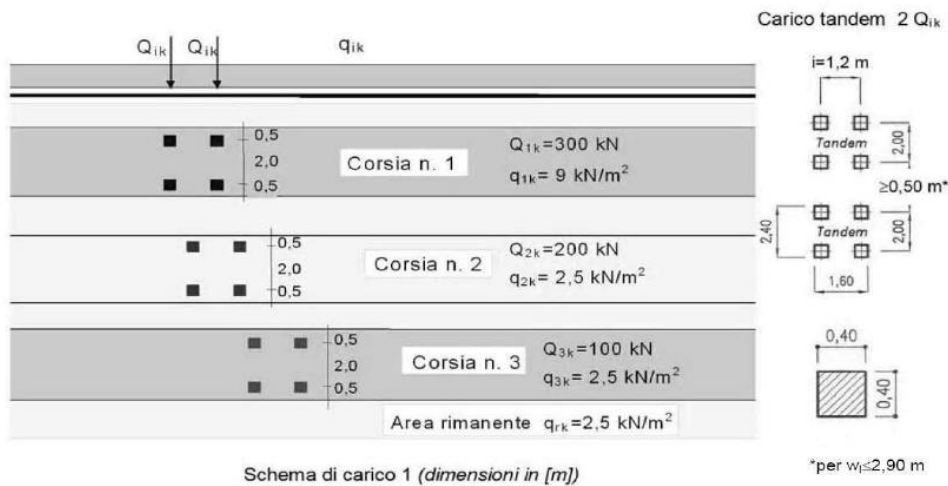 Carico tandem 2 Qik
Qik Qik qik
i=1,2 m
0,5
2,0
0,5
Corsia n. 1
Q1k=300 kN
q1k= 9 kN/m²
Tandem
2,00
≥0,50 m*
Tandem
2,00
2,40
1,60
0,5
2,0
0,5
Corsia n. 2
Q2k=200 kN
q2k= 2,5 kN/m²
0,5
2,0
0,5
Corsia n. 3
Q3k=100 kN
q3k= 2,5 kN/m²
0,40
0,40
Area rimanente qrk=2,5 kN/m²
*per wl≤2,90 m
Schema di carico 1 (dimensioni in [m])